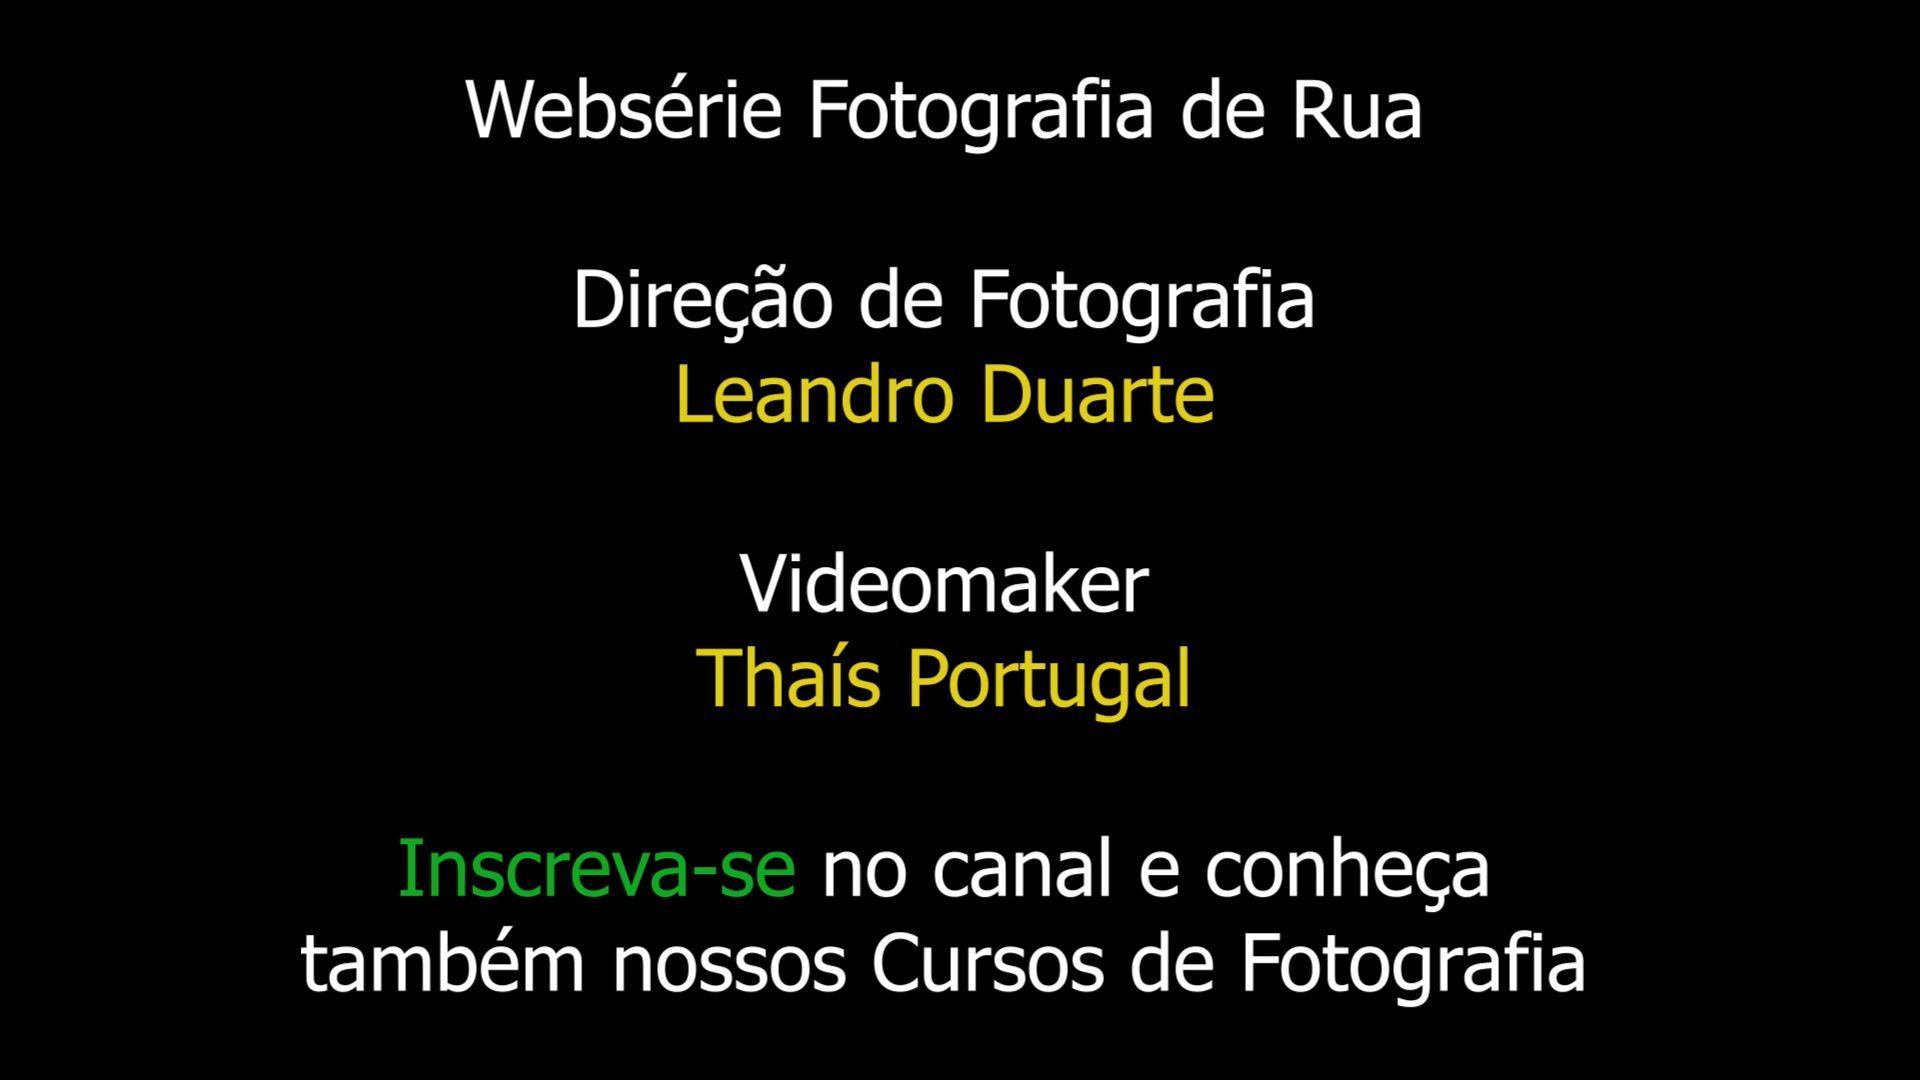 Websérie Fotografia de Rua
Direção de Fotografia
Leandro Duarte
Videomaker
Thaís Portugal
Inscreva-se no canal e conheça
também nossos Cursos de Fotografia